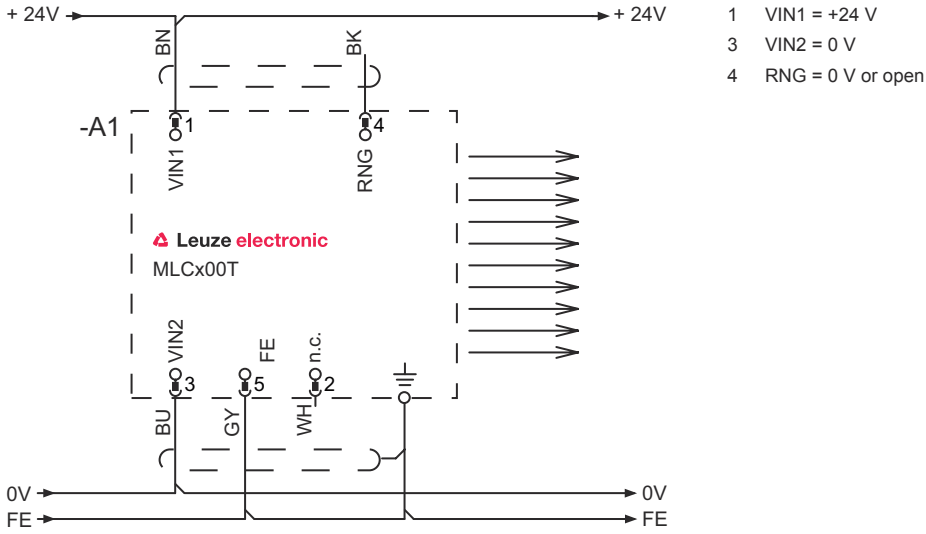 + 24V
+ 24V
1 VIN1 = +24 V
3 VIN2 = 0 V
4 RNG = 0 V or open
BN
BK
-A1
1
4
VIN1
RNG
Leuze electronic
MLCx00T
VIN2
FE
n.c.
3
5
2
BU
GY
WH
0V
0V
FE
FE